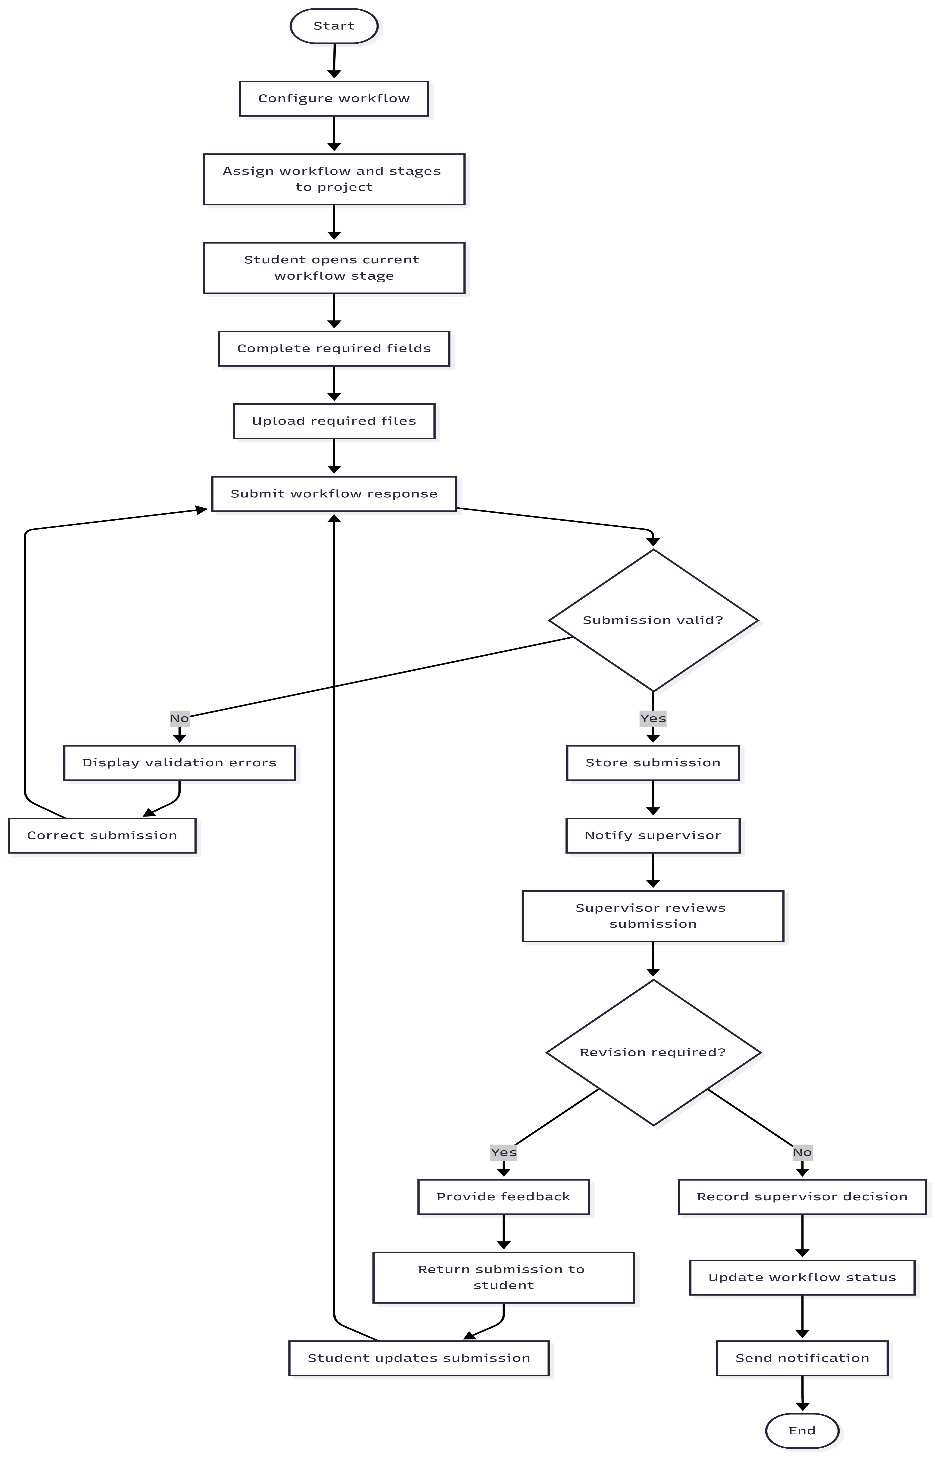 Start
Configure workflow
Assign workflow and stages
to project
Student opens current
workflow stage
Complete required fields
Upload required files
Submit workflow response
Submission valid?
No
Yes
Display validation errors
Store submission
Correct submission
Notify supervisor
Supervisor reviews
submission
Revision required?
Yes
No
Provide feedback
Record supervisor decision
Return submission to
student
Update workflow status
Student updates submission
Send notification
End